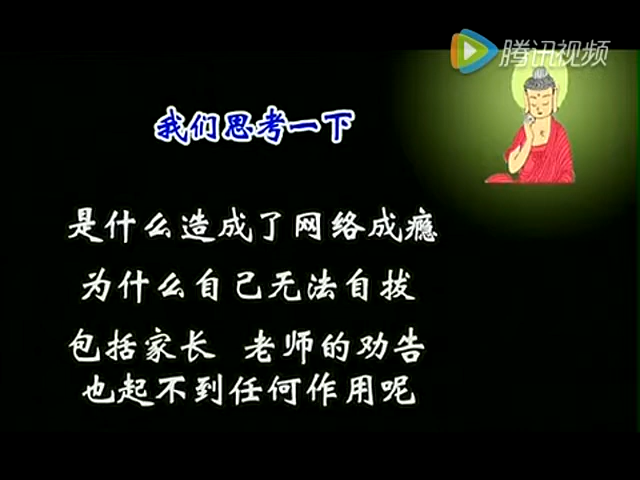 腾讯视频
我们思考一下
是什么造成了网络成瘾
为什么自己无法自拔
包括家长 老师的劝告
也起不到任何作用呢